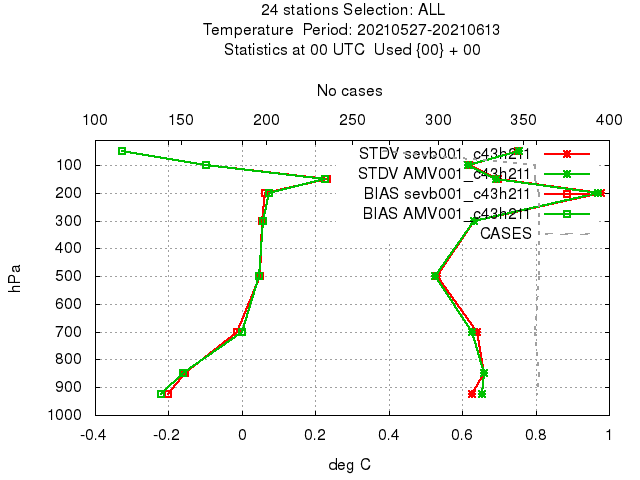 24 stations Selection: ALL
Temperature  Period: 20210527-20210613
Statistics at 00 UTC  Used {00} + 00
No cases
100 150 200 250 300 350 400
STDV sevb001_c43h211
STDV AMV001_c43h211
BIAS sevb001_c43h211
BIAS AMV001_c43h211
CASES
100
200
300
400
500
600
700
800
900
1000
hPa
-0.4 -0.2 0 0.2 0.4 0.6 0.8 1
deg C